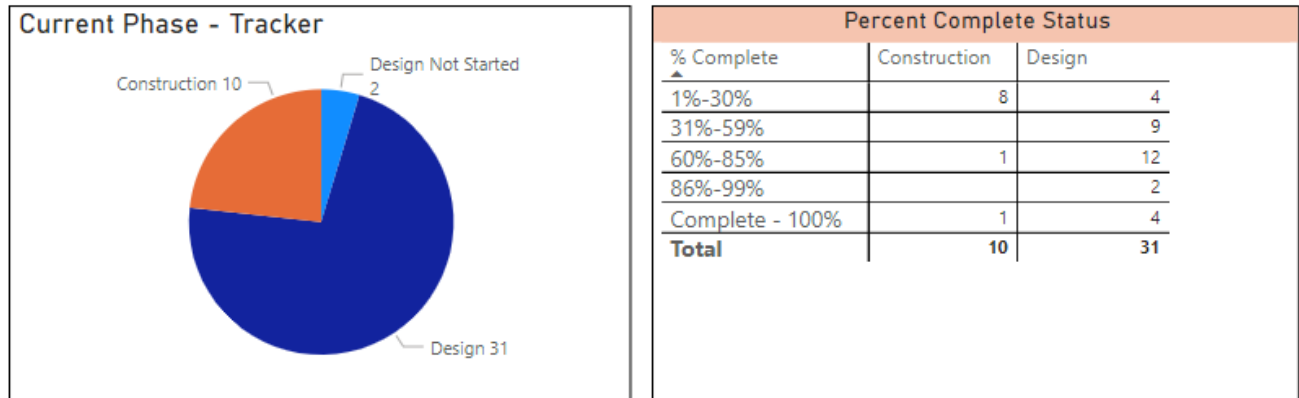 Current Phase - Tracker
Design Not Started
2
Construction 10
Design 31
Percent Complete Status
% Complete Construction Design
1%-30% 8 4
31%-59% 9
60%-85% 1 12
86%-99% 2
Complete - 100% 1 4
Total 10 31